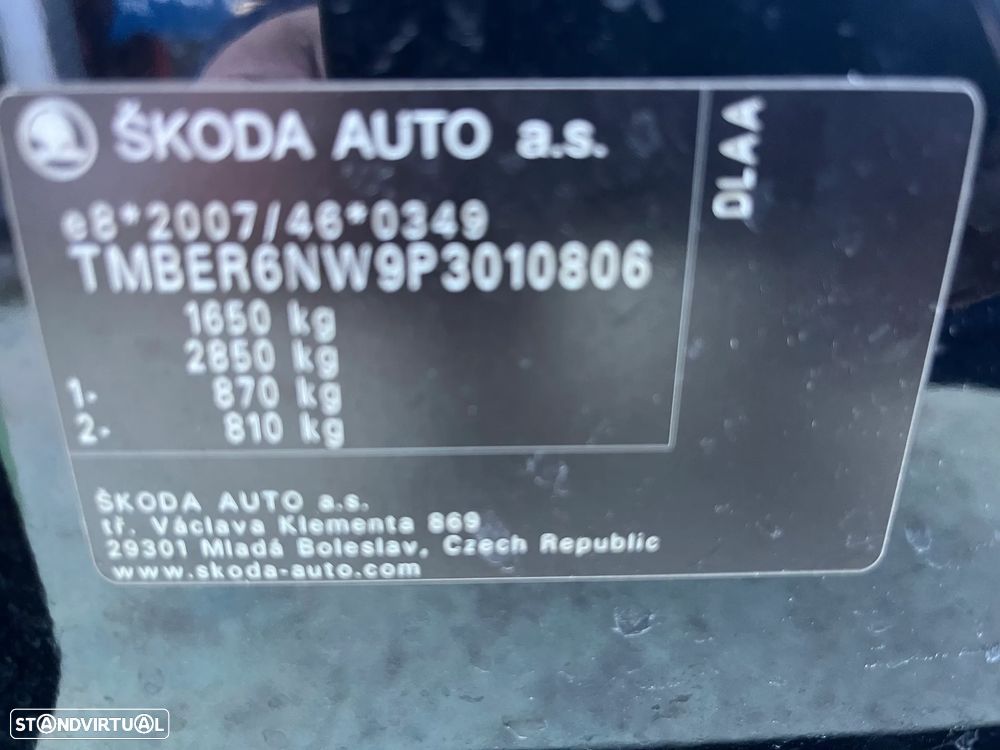 ŠKODA AUTO a.s.
DLAA
e8*2007/46*0349
TMBER6NW9P3010806
1650 kg
2850 kg
1- 870 kg
2- 810 kg
ŠKODA AUTO a.s.
tř. Václava Klementa 869
29301 Mladá Boleslav, Czech Republic
www.skoda-auto.com
STANDVIRTUAL